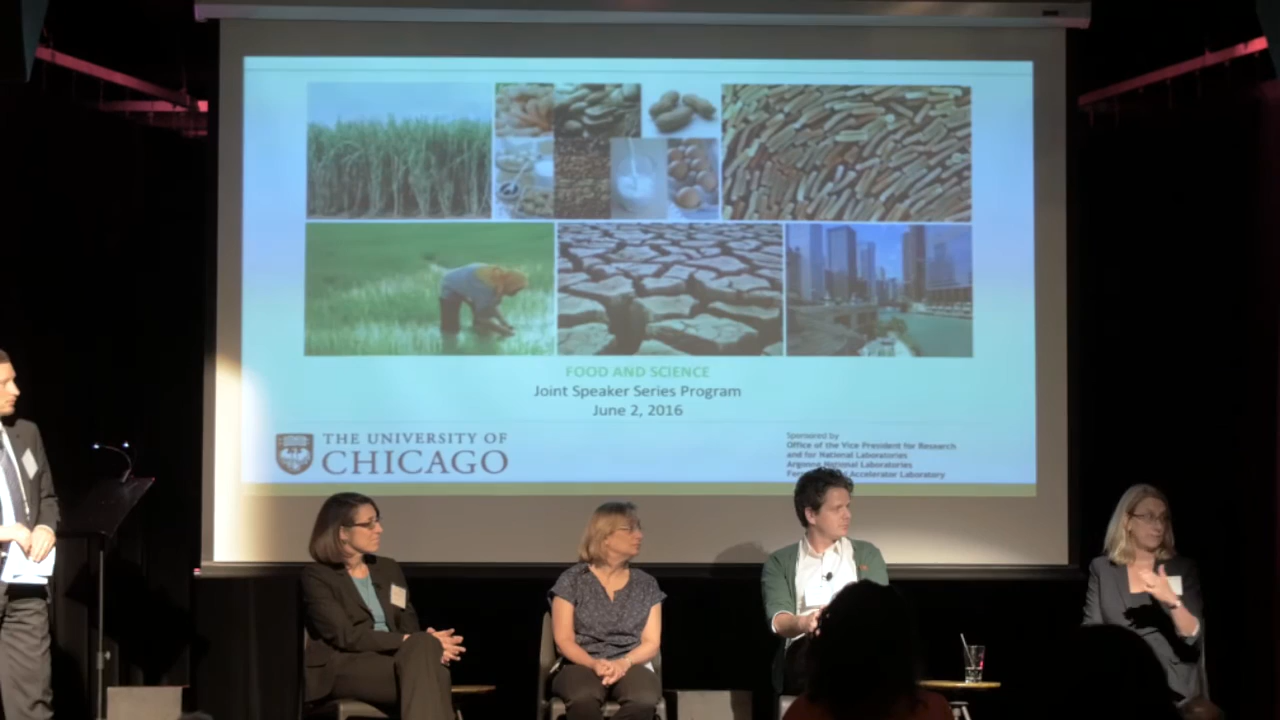 FOOD AND SCIENCE
Joint Speaker Series Program
June 2, 2016
THE UNIVERSITY OF
CHICAGO
Sponsored by
Office of the Vice President for Research
and for National Laboratories
Argonne National Laboratories
Accelerator Laboratory